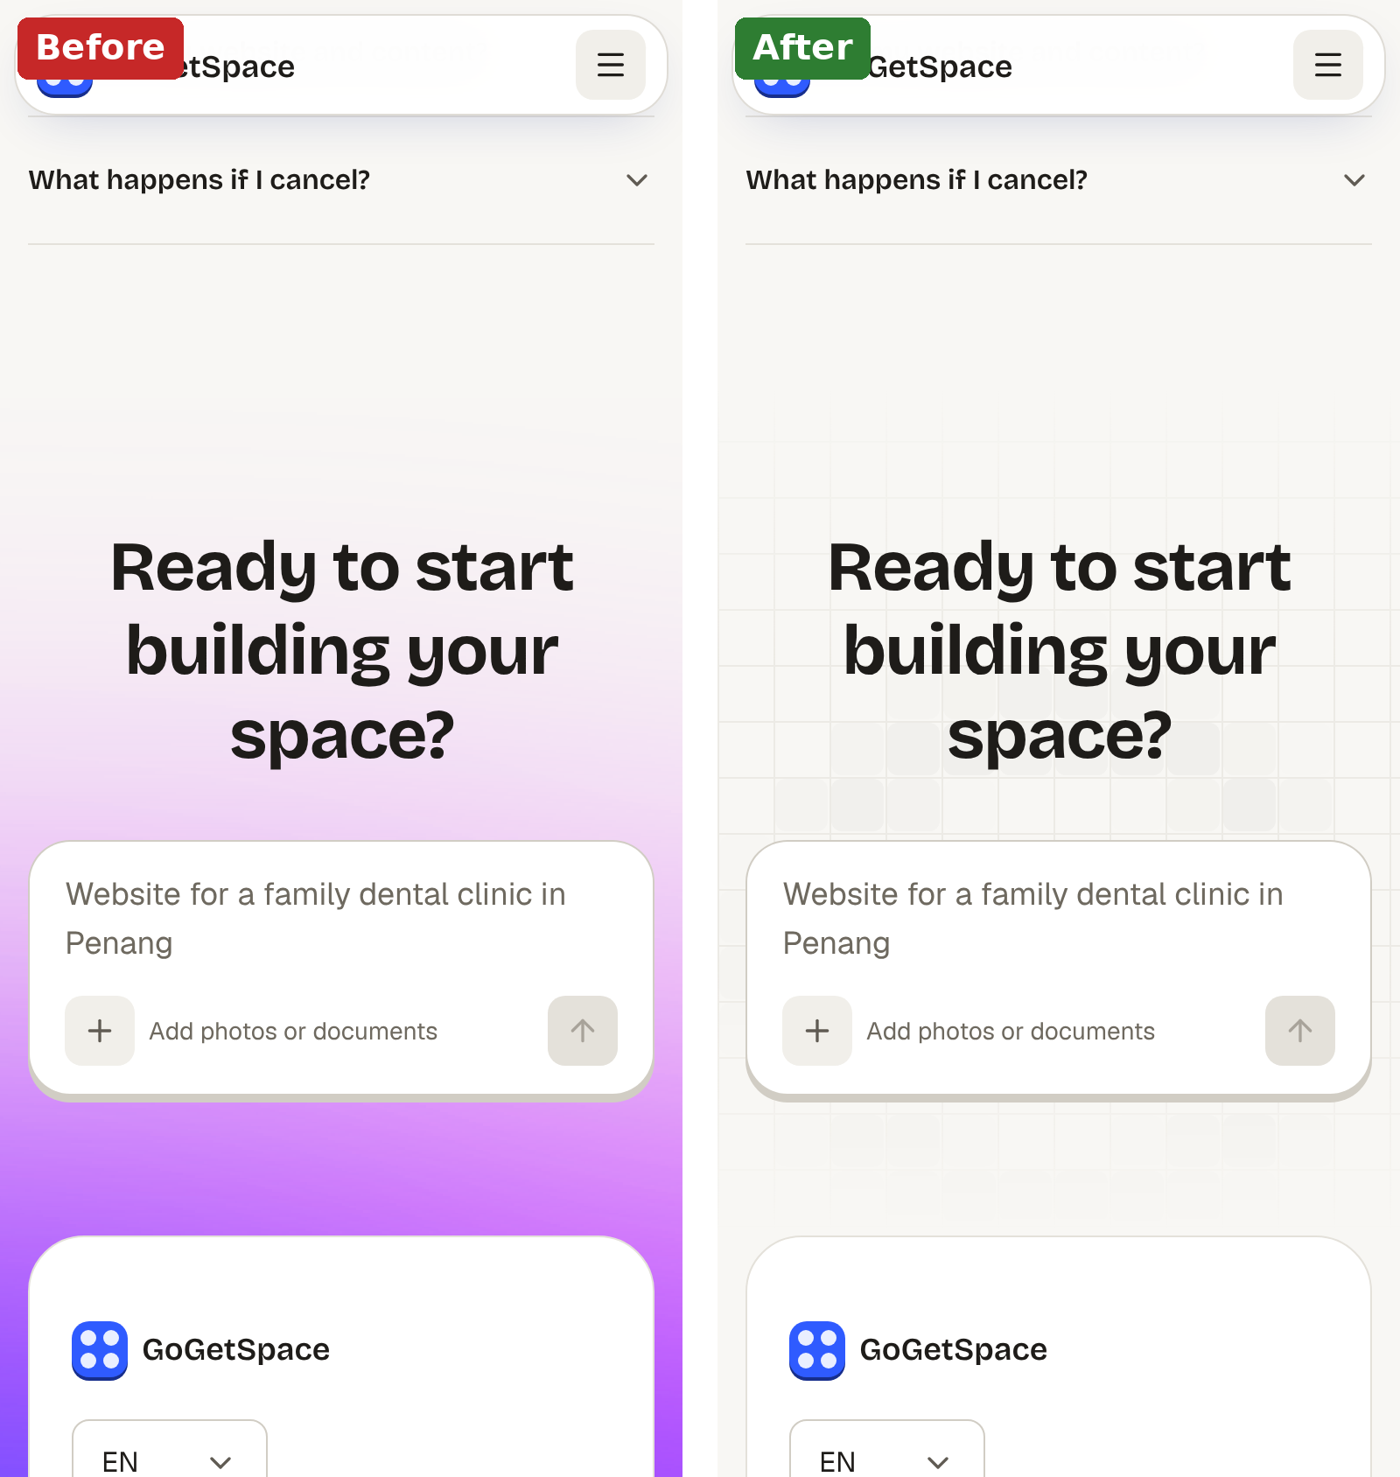 Before
etSpace
What happens if I cancel?
Ready to start
building your
space?
Website for a family dental clinic in
Penang
Add photos or documents
GoGetSpace
EN
After
GetSpace
What happens if I cancel?
Ready to start
building your
space?
Website for a family dental clinic in
Penang
Add photos or documents
GoGetSpace
EN